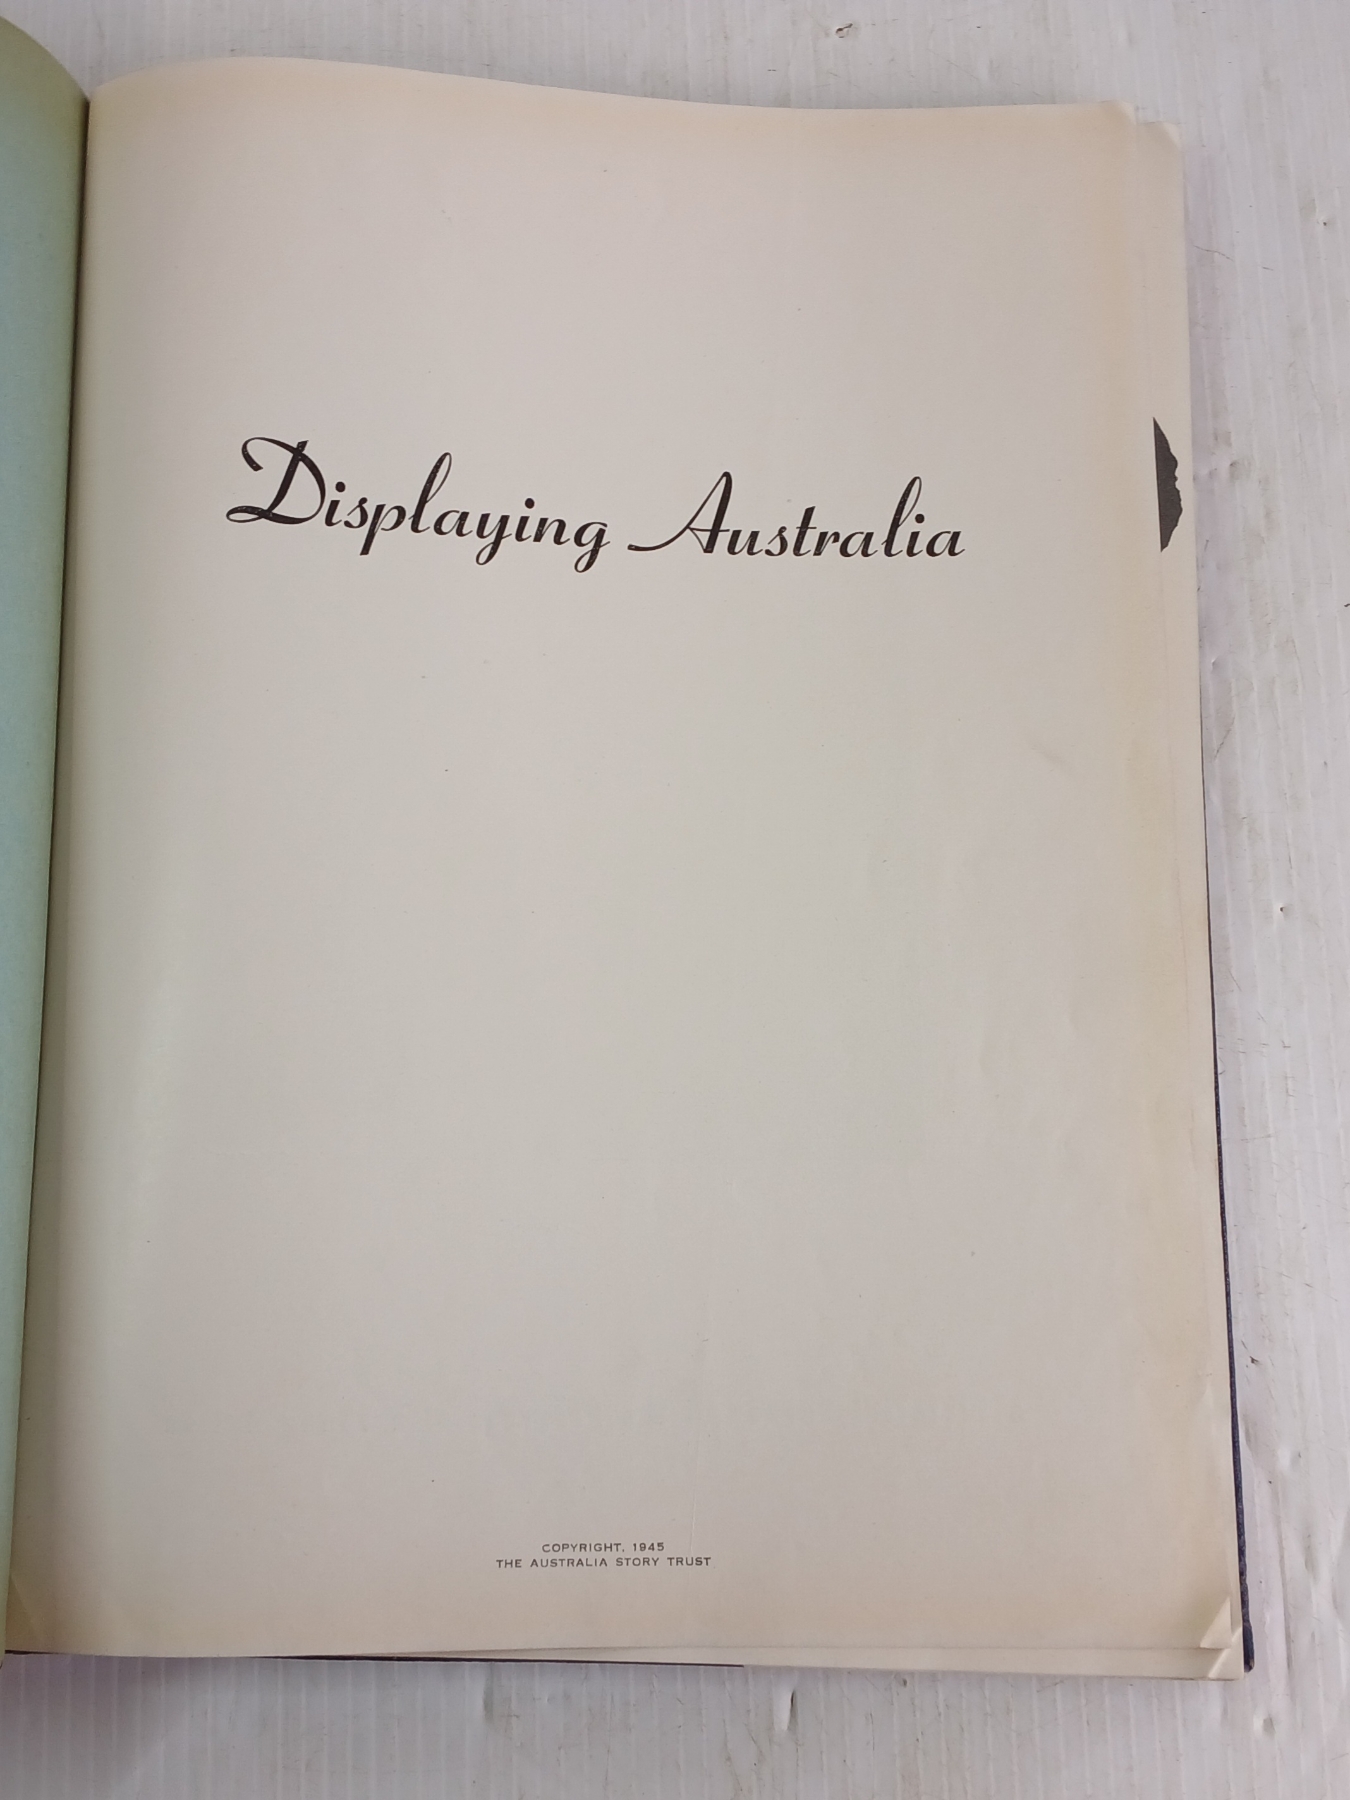 Displaying Australia
COPYRIGHT, 1945
THE AUSTRALIA STORY TRUST